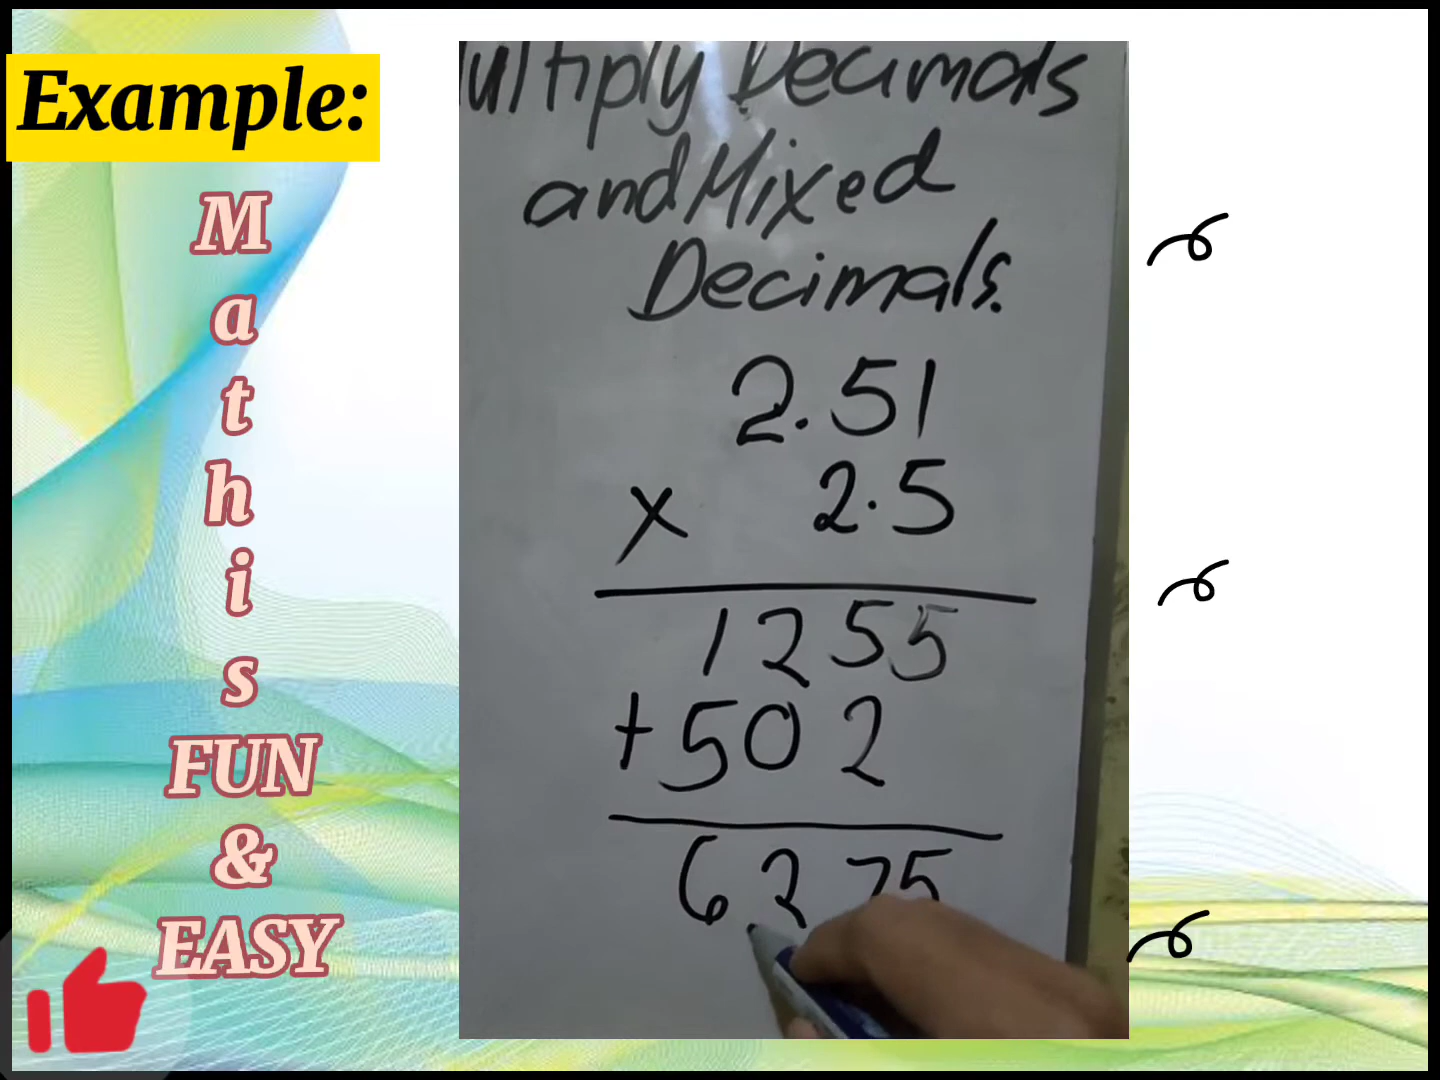 Example:
M
a
t
h
i
s
FUN
&
EASY
ultiply Decimals
and Mixed
Decimals.
2.51
x 2.5
1255
+502
6275